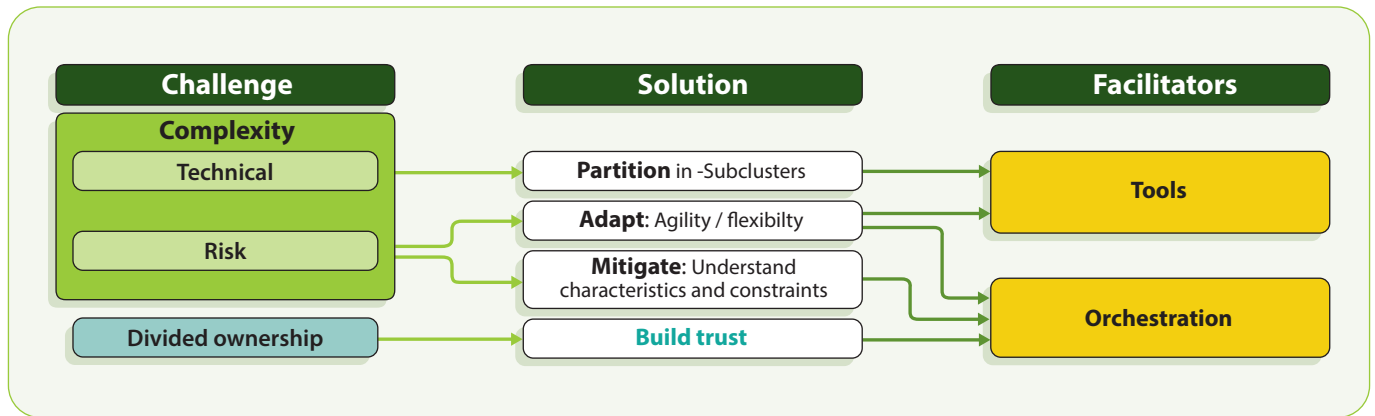 Challenge
Solution
Facilitators
Complexity
Technical
Risk
Divided ownership
Partition in -Subclusters
Adapt: Agility / flexibilty
Mitigate: Understand
characteristics and constraints
Build trust
Tools
Orchestration